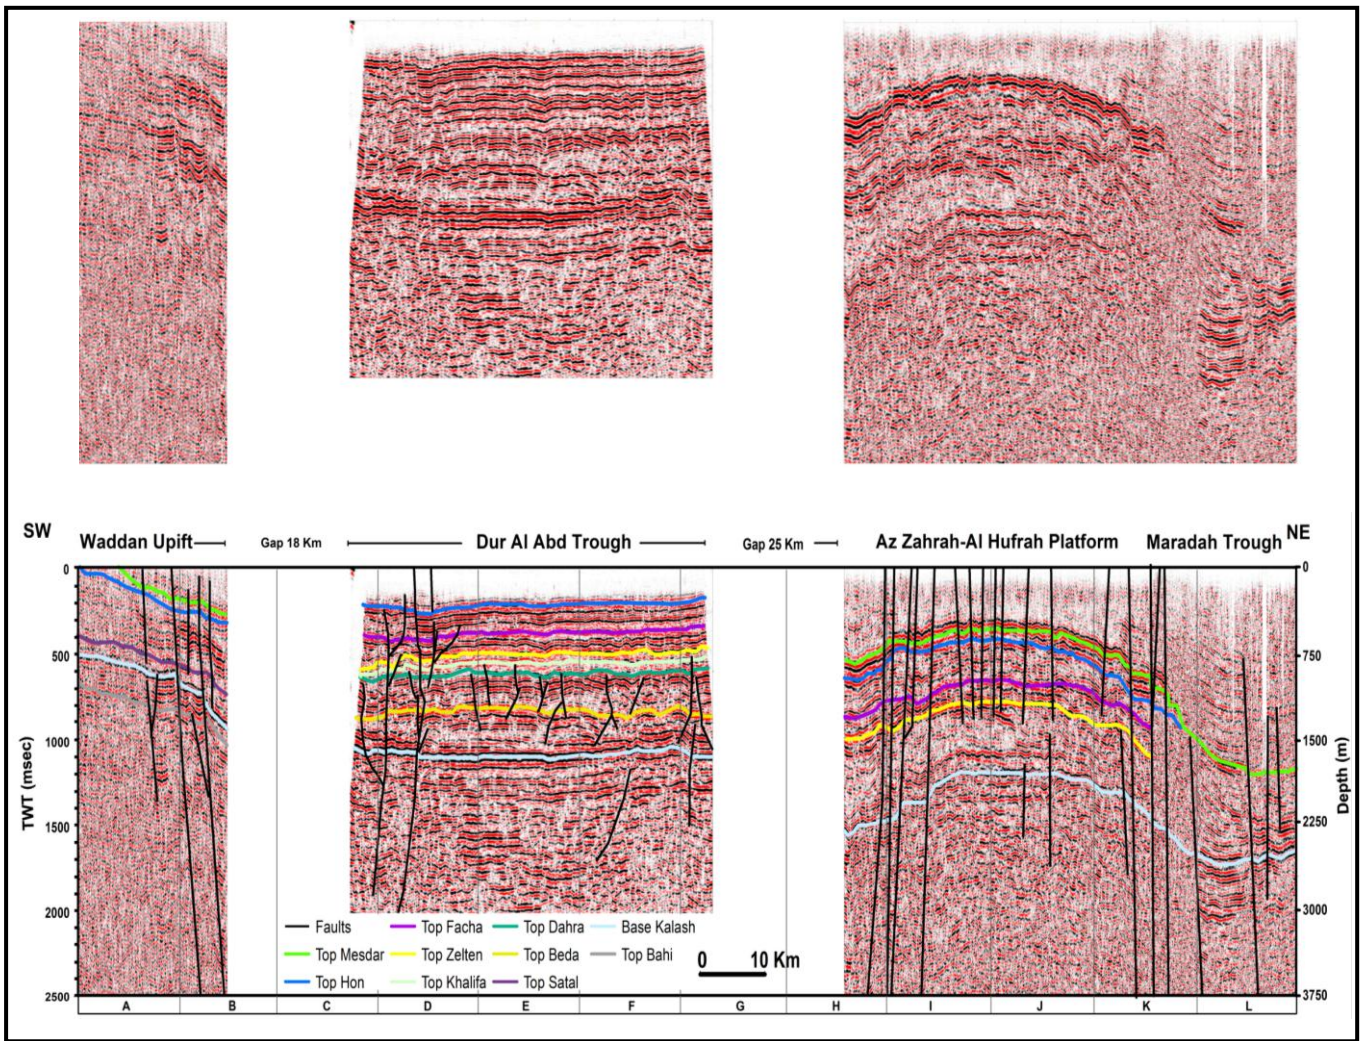 SW
NE
Waddan Upift
Gap 18 Km
Dur Al Abd Trough
Gap 25 Km
Az Zahrah-Al Hufrah Platform
Maradah Trough
TWT (msec)
0
500
1000
1500
2000
2500
Depth (m)
0
750
1500
2250
3000
3750
Faults
Top Facha
Top Dahra
Base Kalash
Top Mesdar
Top Zelten
Top Beda
Top Bahi
Top Hon
Top Khalifa
Top Satal
0 10 Km
A B C D E F G H I J K L